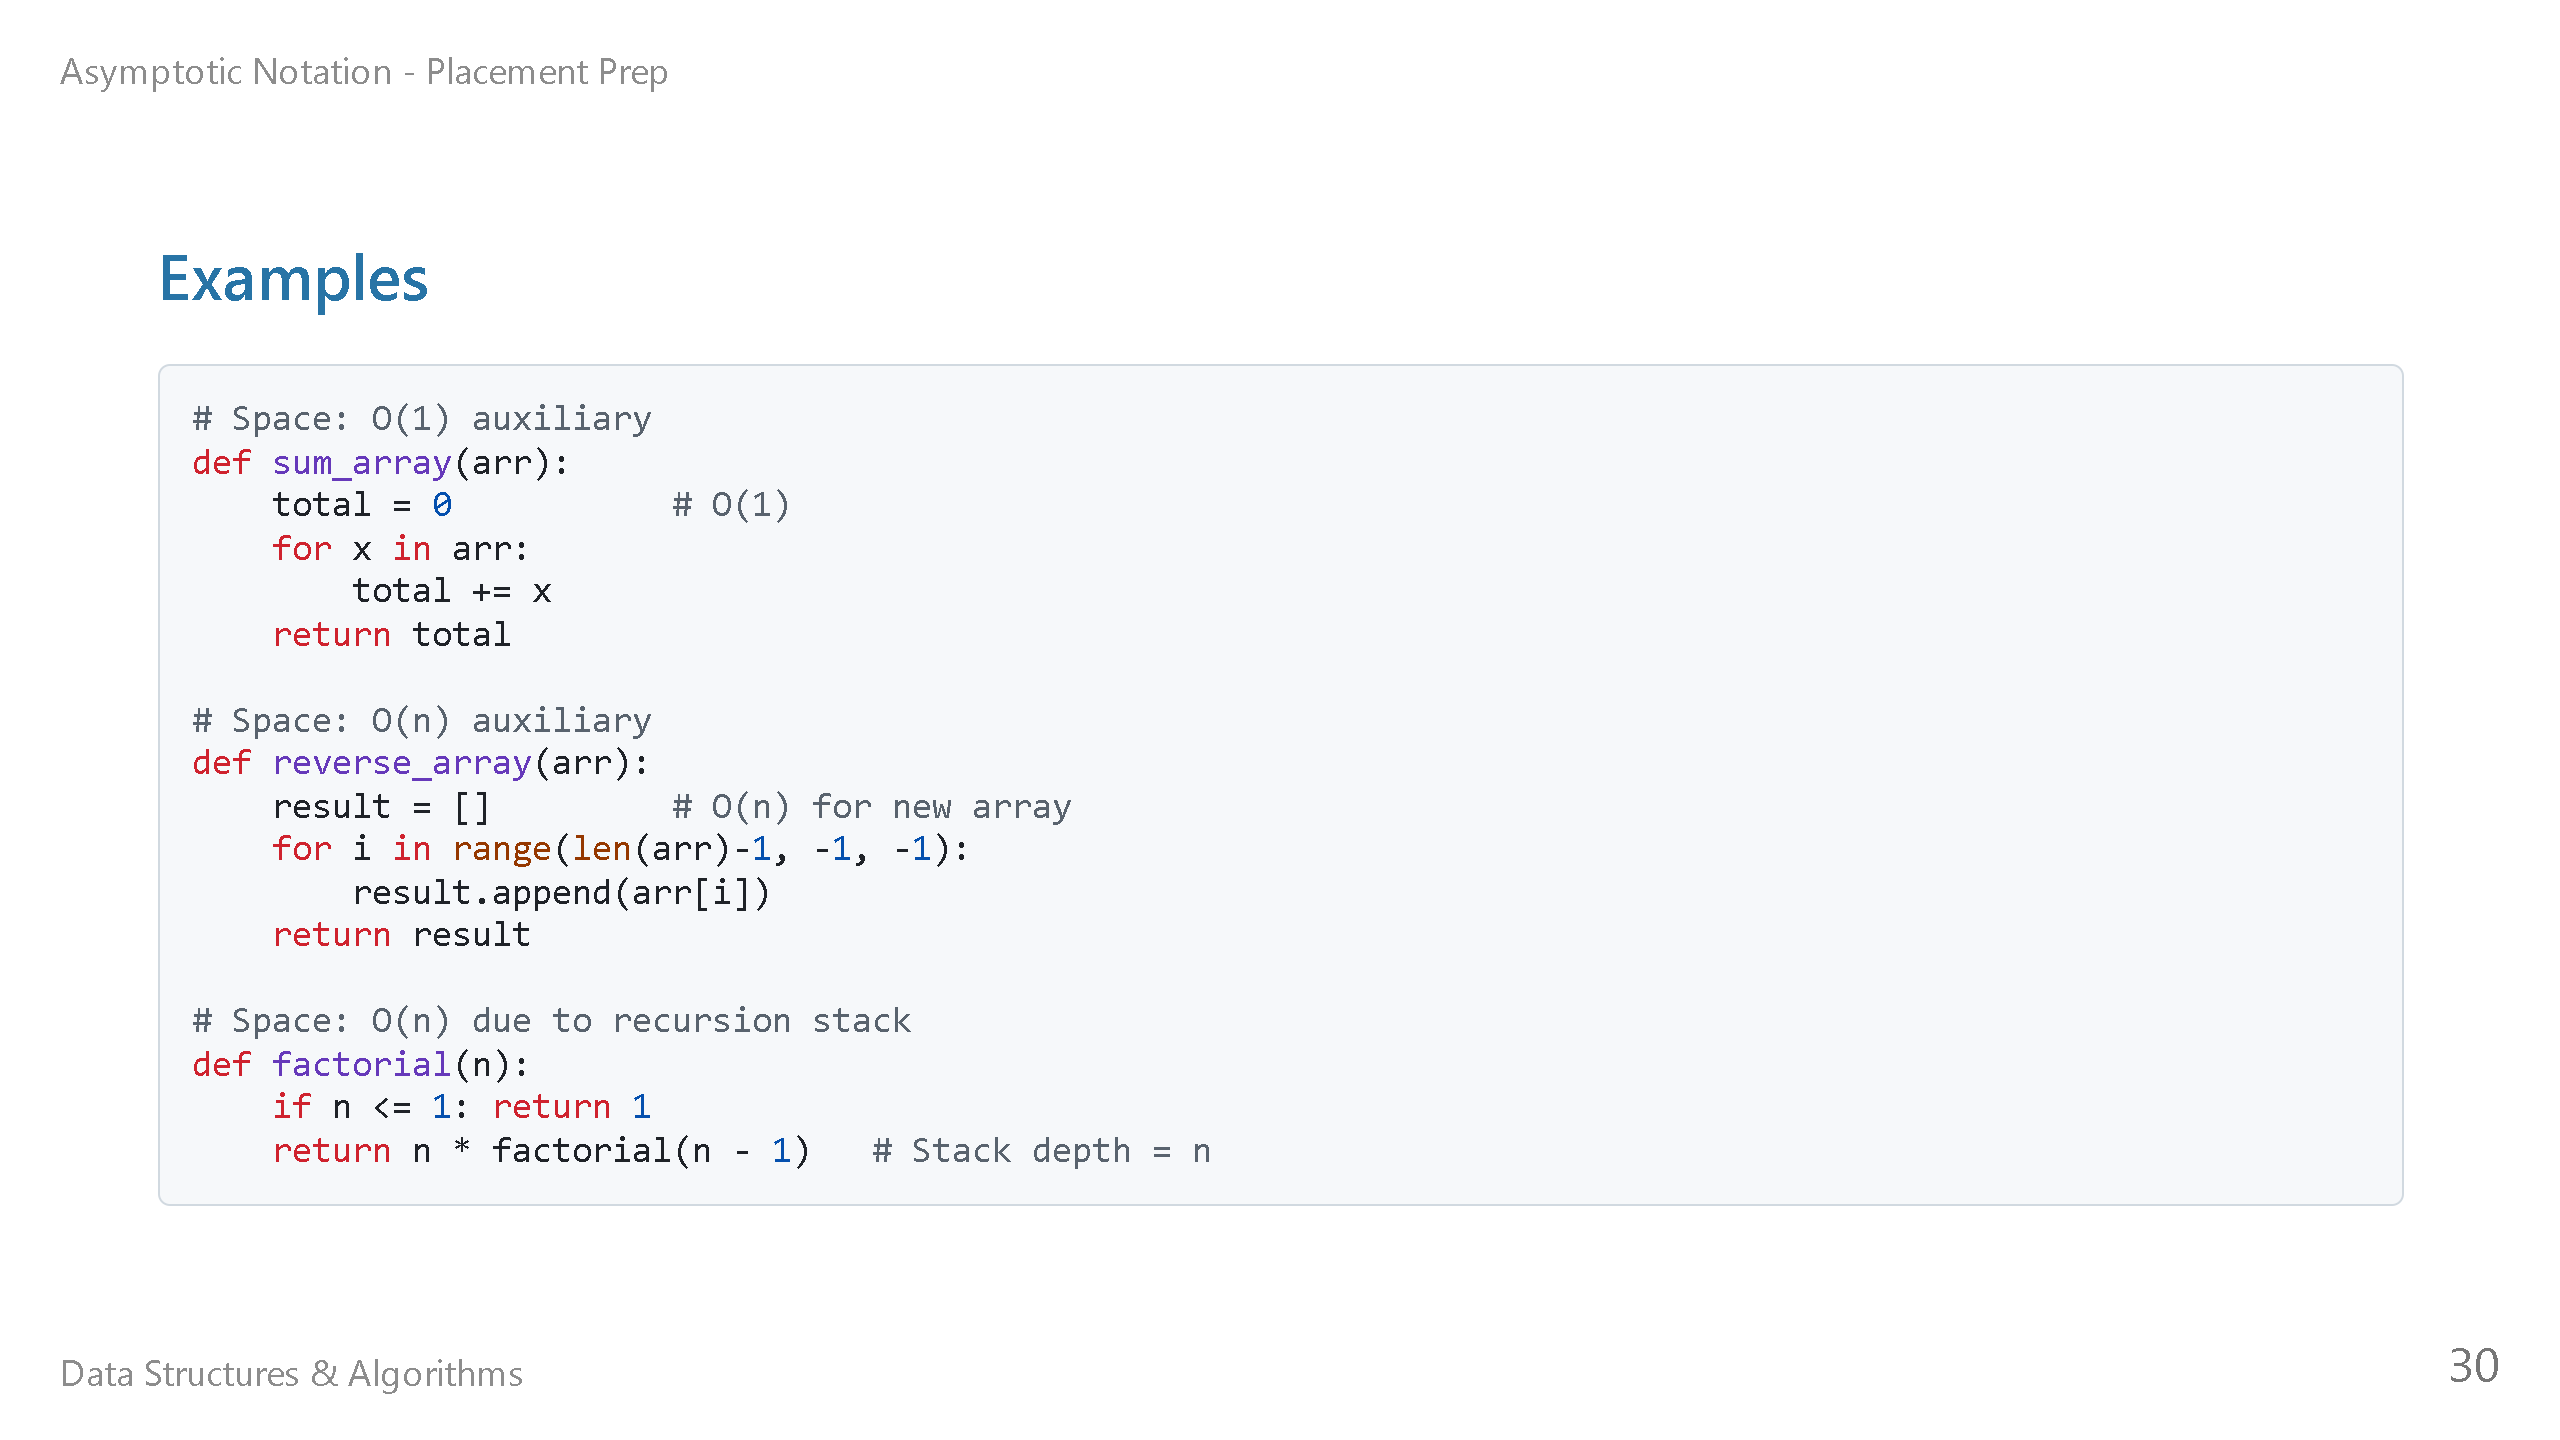 Asymptotic Notation - Placement Prep
Examples
# Space: O(1) auxiliary
def sum_array(arr):
    total = 0           # O(1)
    for x in arr:
        total += x
    return total

# Space: O(n) auxiliary
def reverse_array(arr):
    result = []         # O(n) for new array
    for i in range(len(arr)-1, -1, -1):
        result.append(arr[i])
    return result

# Space: O(n) due to recursion stack
def factorial(n):
    if n <= 1: return 1
    return n * factorial(n - 1)   # Stack depth = n
Data Structures & Algorithms
30